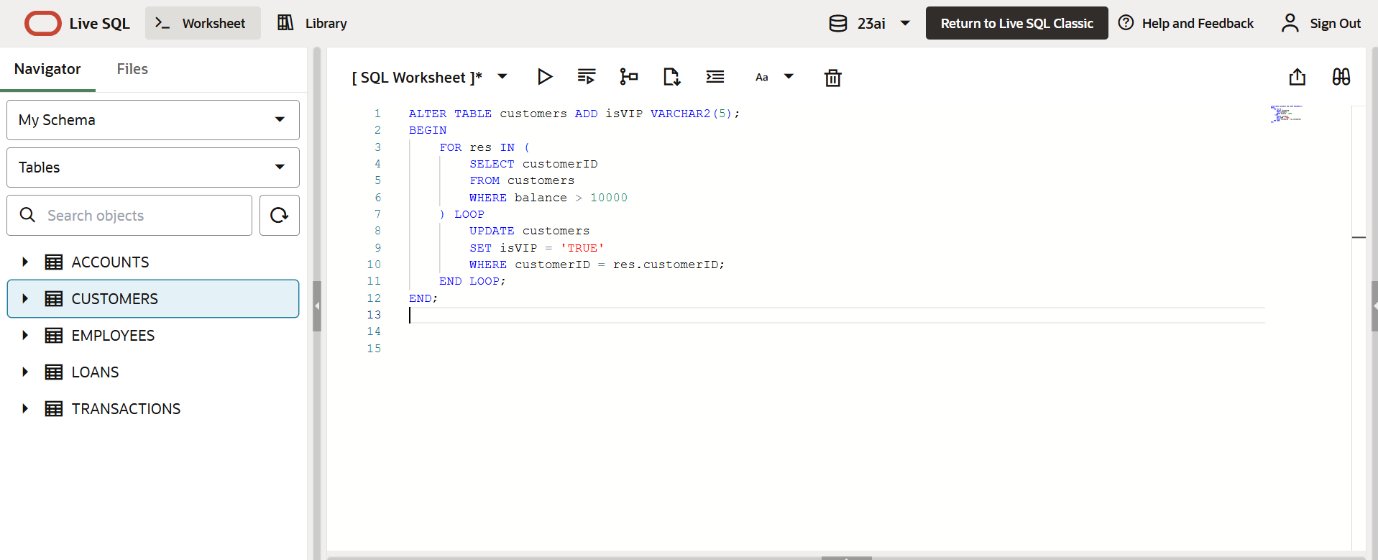 Live SQL
Worksheet
Library
23ai
Return to Live SQL Classic
Help and Feedback
Sign Out
Navigator
Files
My Schema
Tables
Search objects
ACCOUNTS
CUSTOMERS
EMPLOYEES
LOANS
TRANSACTIONS
[ SQL Worksheet ]*
Aa
1 ALTER TABLE customers ADD isVIP VARCHAR2(5);
2 BEGIN
3     FOR res IN (
4         SELECT customerID
5         FROM customers
6         WHERE balance > 10000
7     ) LOOP
8         UPDATE customers
9         SET isVIP = 'TRUE'
10         WHERE customerID = res.customerID;
11     END LOOP;
12 END;
13
14
15